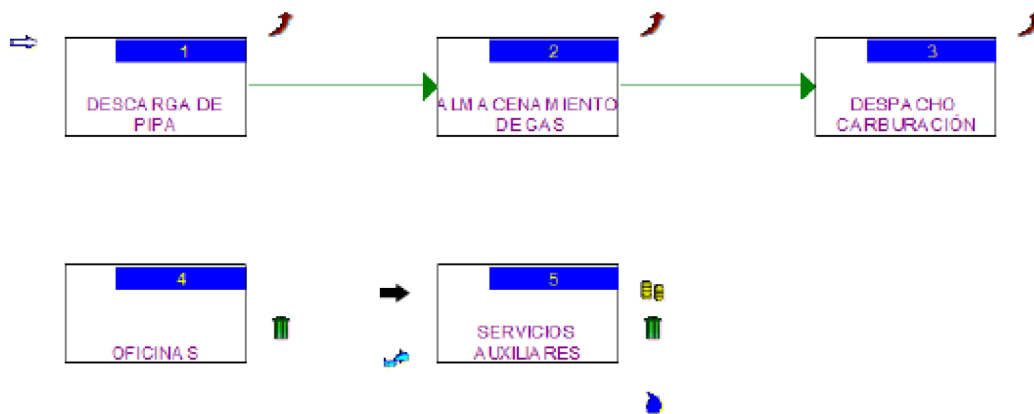 1
DESCARGA DE
PIPA
2
ALMACENAMIENTO
DE GAS
3
DESPACHO
CARBURACIÓN
4
OFICINAS
5
SERVICIOS
AUXILIARES